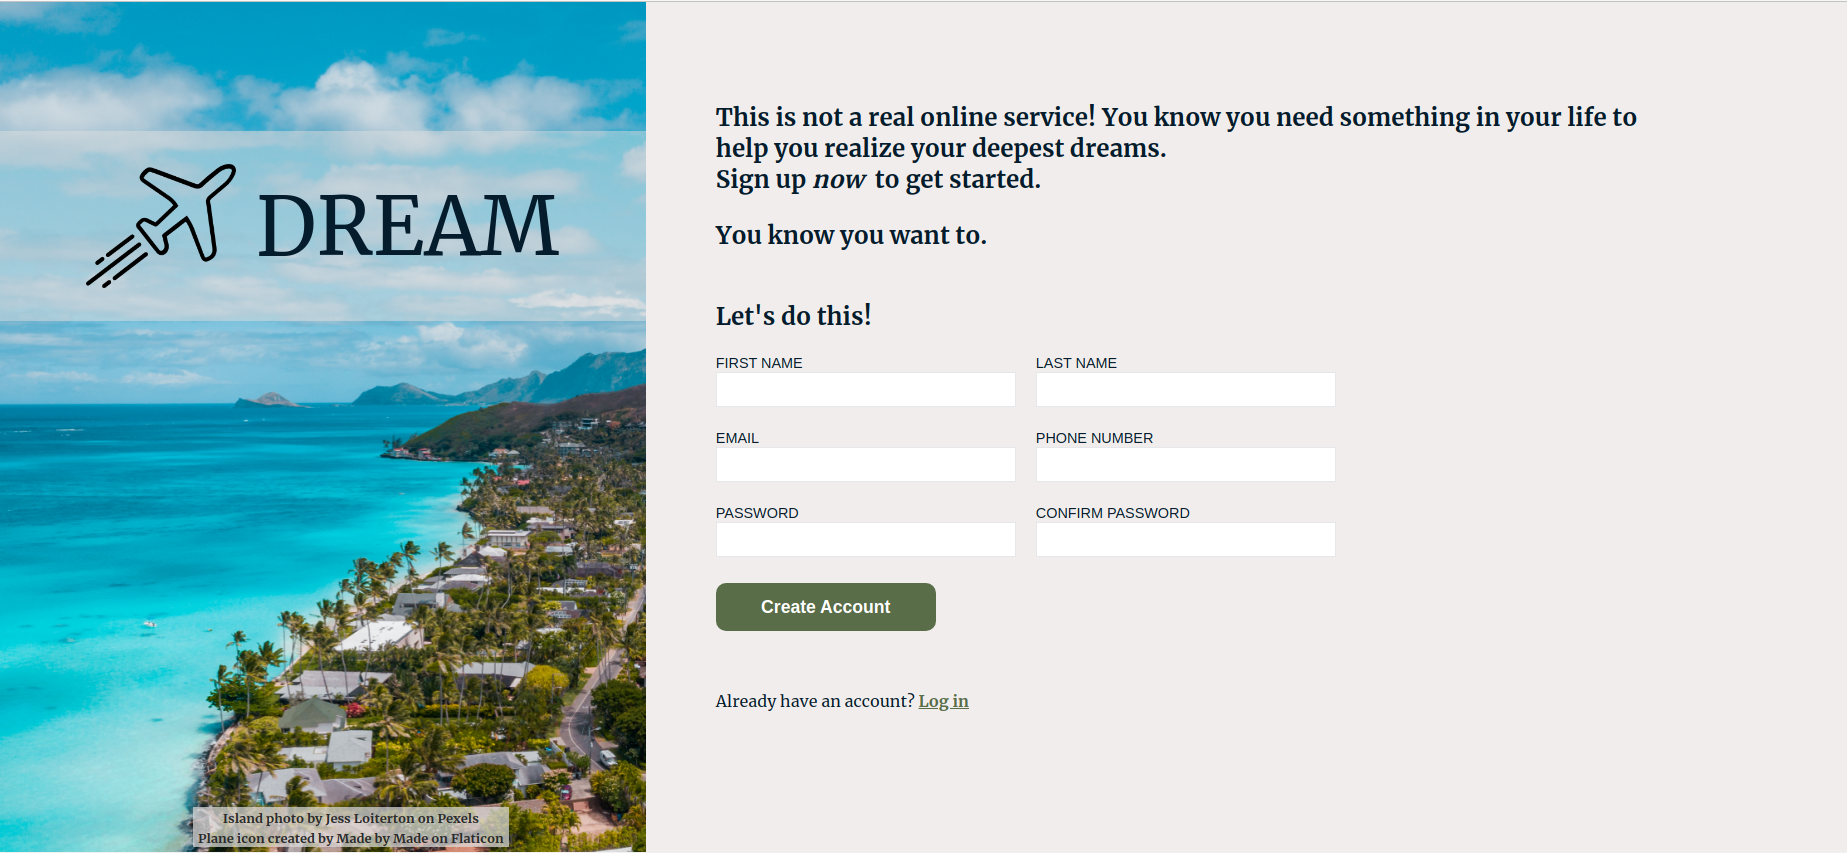 DREAM
Island photo by Jess Loiterton on Pexels
Plane icon created by Made by Made on Flaticon
This is not a real online service! You know you need something in your life to
help you realize your deepest dreams.
Sign up now to get started.
You know you want to.
Let's do this!
FIRST NAME
LAST NAME
EMAIL
PHONE NUMBER
PASSWORD
CONFIRM PASSWORD
Create Account
Already have an account? Log in